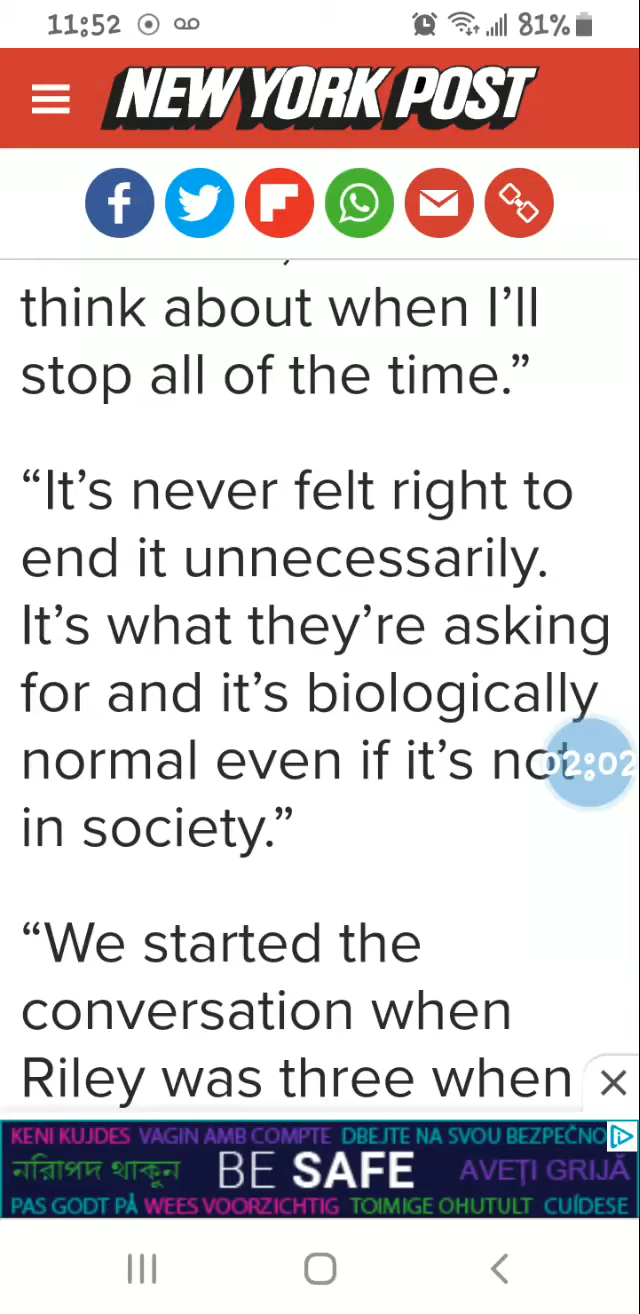 11:52
81%
NEW YORK POST
think about when I’ll
stop all of the time.”
“It’s never felt right to
end it unnecessarily.
It’s what they’re asking
for and it’s biologically
normal even if it’s not
02:02
in society.”
“We started the
conversation when
Riley was three when
KENI KUJDES VAGIN AMB COMPTE DBEJTE NA SVOU BEZPEČNO
নিরাপদ থাকুন BE SAFE AVEȚI GRIJĂ
PAS GODT PÅ WEES VOORZICHTIG TOIMIGE OHUTULT CUÍDESE